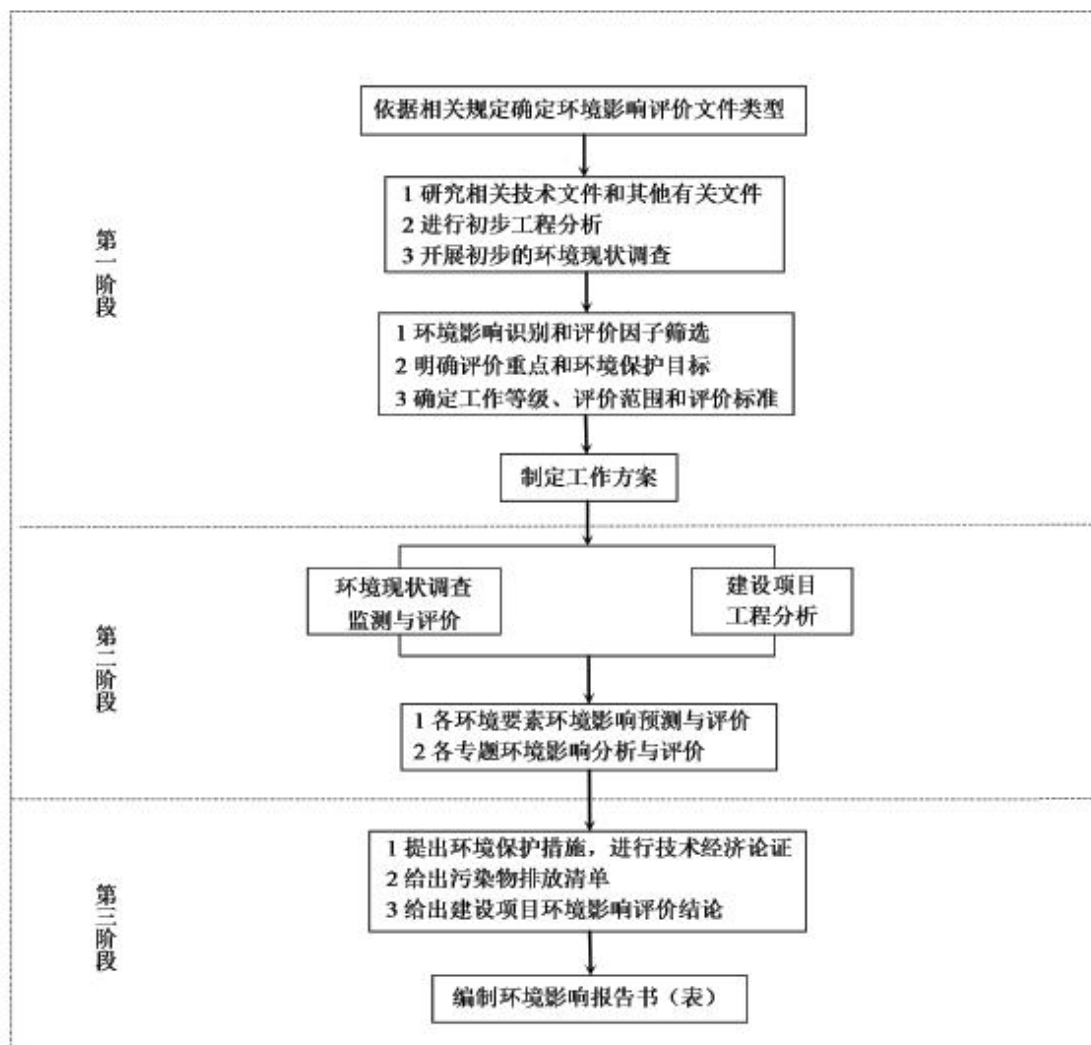 依据相关规定确定环境影响评价文件类型
1 研究相关技术文件和其他有关文件
2 进行初步工程分析
3 开展初步的环境现状调查
第一阶段
1 环境影响识别和评价因子筛选
2 明确评价重点和环境保护目标
3 确定工作等级、评价范围和评价标准
制定工作方案
环境现状调查
监测与评价
建设项目
工程分析
第二阶段
1 各环境要素环境影响预测与评价
2 各专题环境影响分析与评价
1 提出环境保护措施，进行技术经济论证
2 给出污染物排放清单
3 给出建设项目环境影响评价结论
第三阶段
编制环境影响报告书（表）